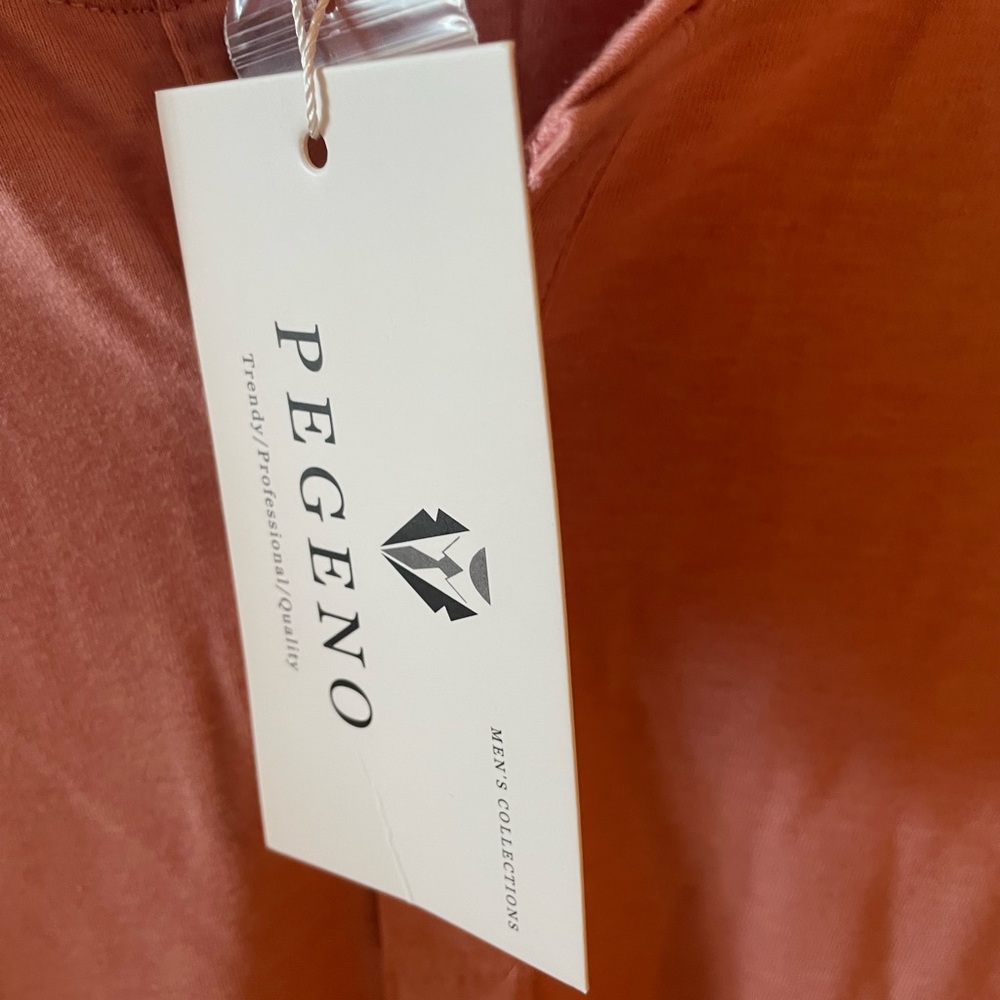 MEN'S COLLECTIONS
PEGENO
Trendy/Professional/Quality